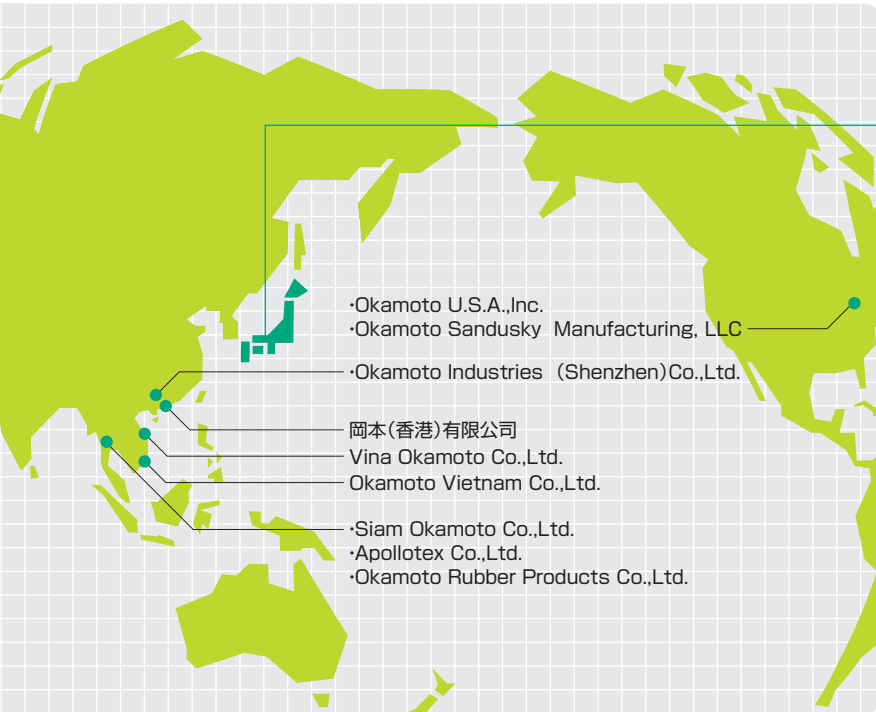 ・Okamoto U.S.A.,Inc.
・Okamoto Sandusky Manufacturing, LLC
・Okamoto Industries (Shenzhen)Co.,Ltd.
岡本(香港)有限公司
Vina Okamoto Co.,Ltd.
Okamoto Vietnam Co.,Ltd.
・Siam Okamoto Co.,Ltd.
・Apollotex Co.,Ltd.
・Okamoto Rubber Products Co.,Ltd.